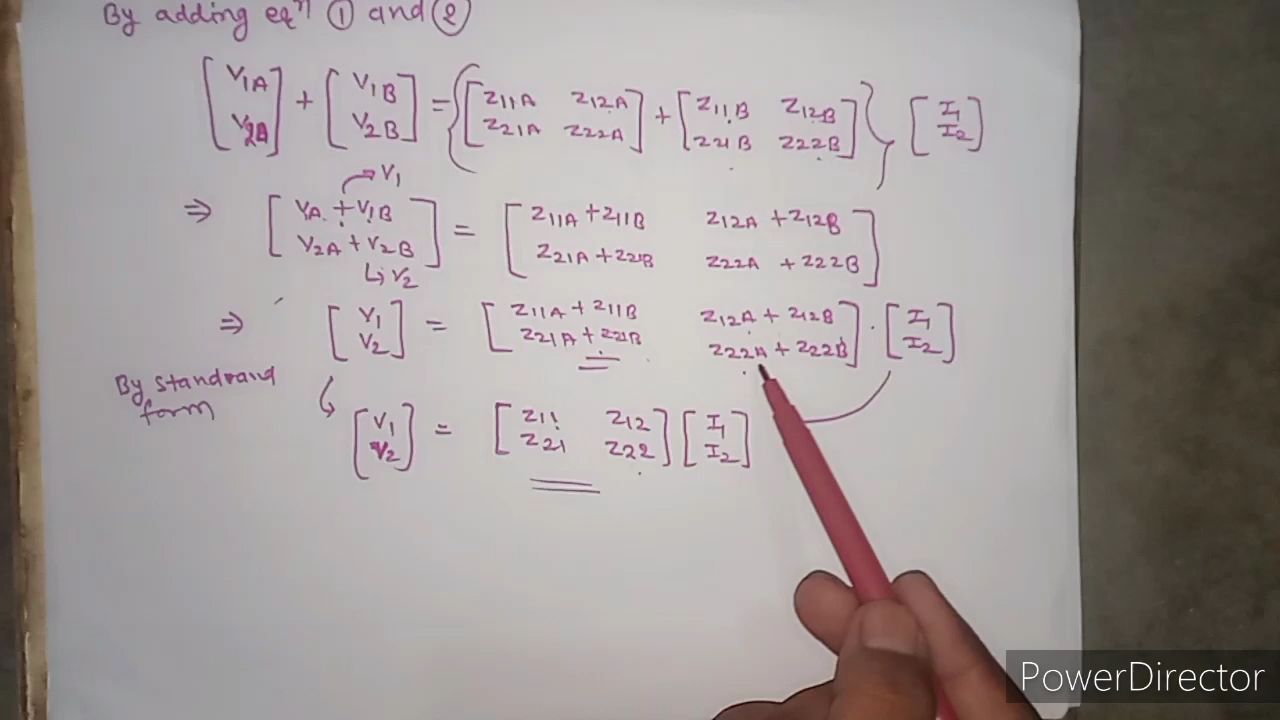 By adding eqⁿ ① and ②
[V1A V2A] + [V1B V2B] = {[Z11A Z12A Z21A Z22A] + [Z11B Z12B Z21B Z22B]} [I1 I2]
→ V1
⇒ [VA + V1B V2A + V2B] = [Z11A + Z11B Z12A + Z12B Z21A + Z21B Z22A + Z22B]
↳ V2
⇒ [V1 V2] = [Z11A + Z11B Z12A + Z12B Z21A + Z21B Z22A + Z22B] . [I1 I2]
By standrand
form
[V1 V2] = [Z11 Z12 Z21 Z22] [I1 I2]
PowerDirector